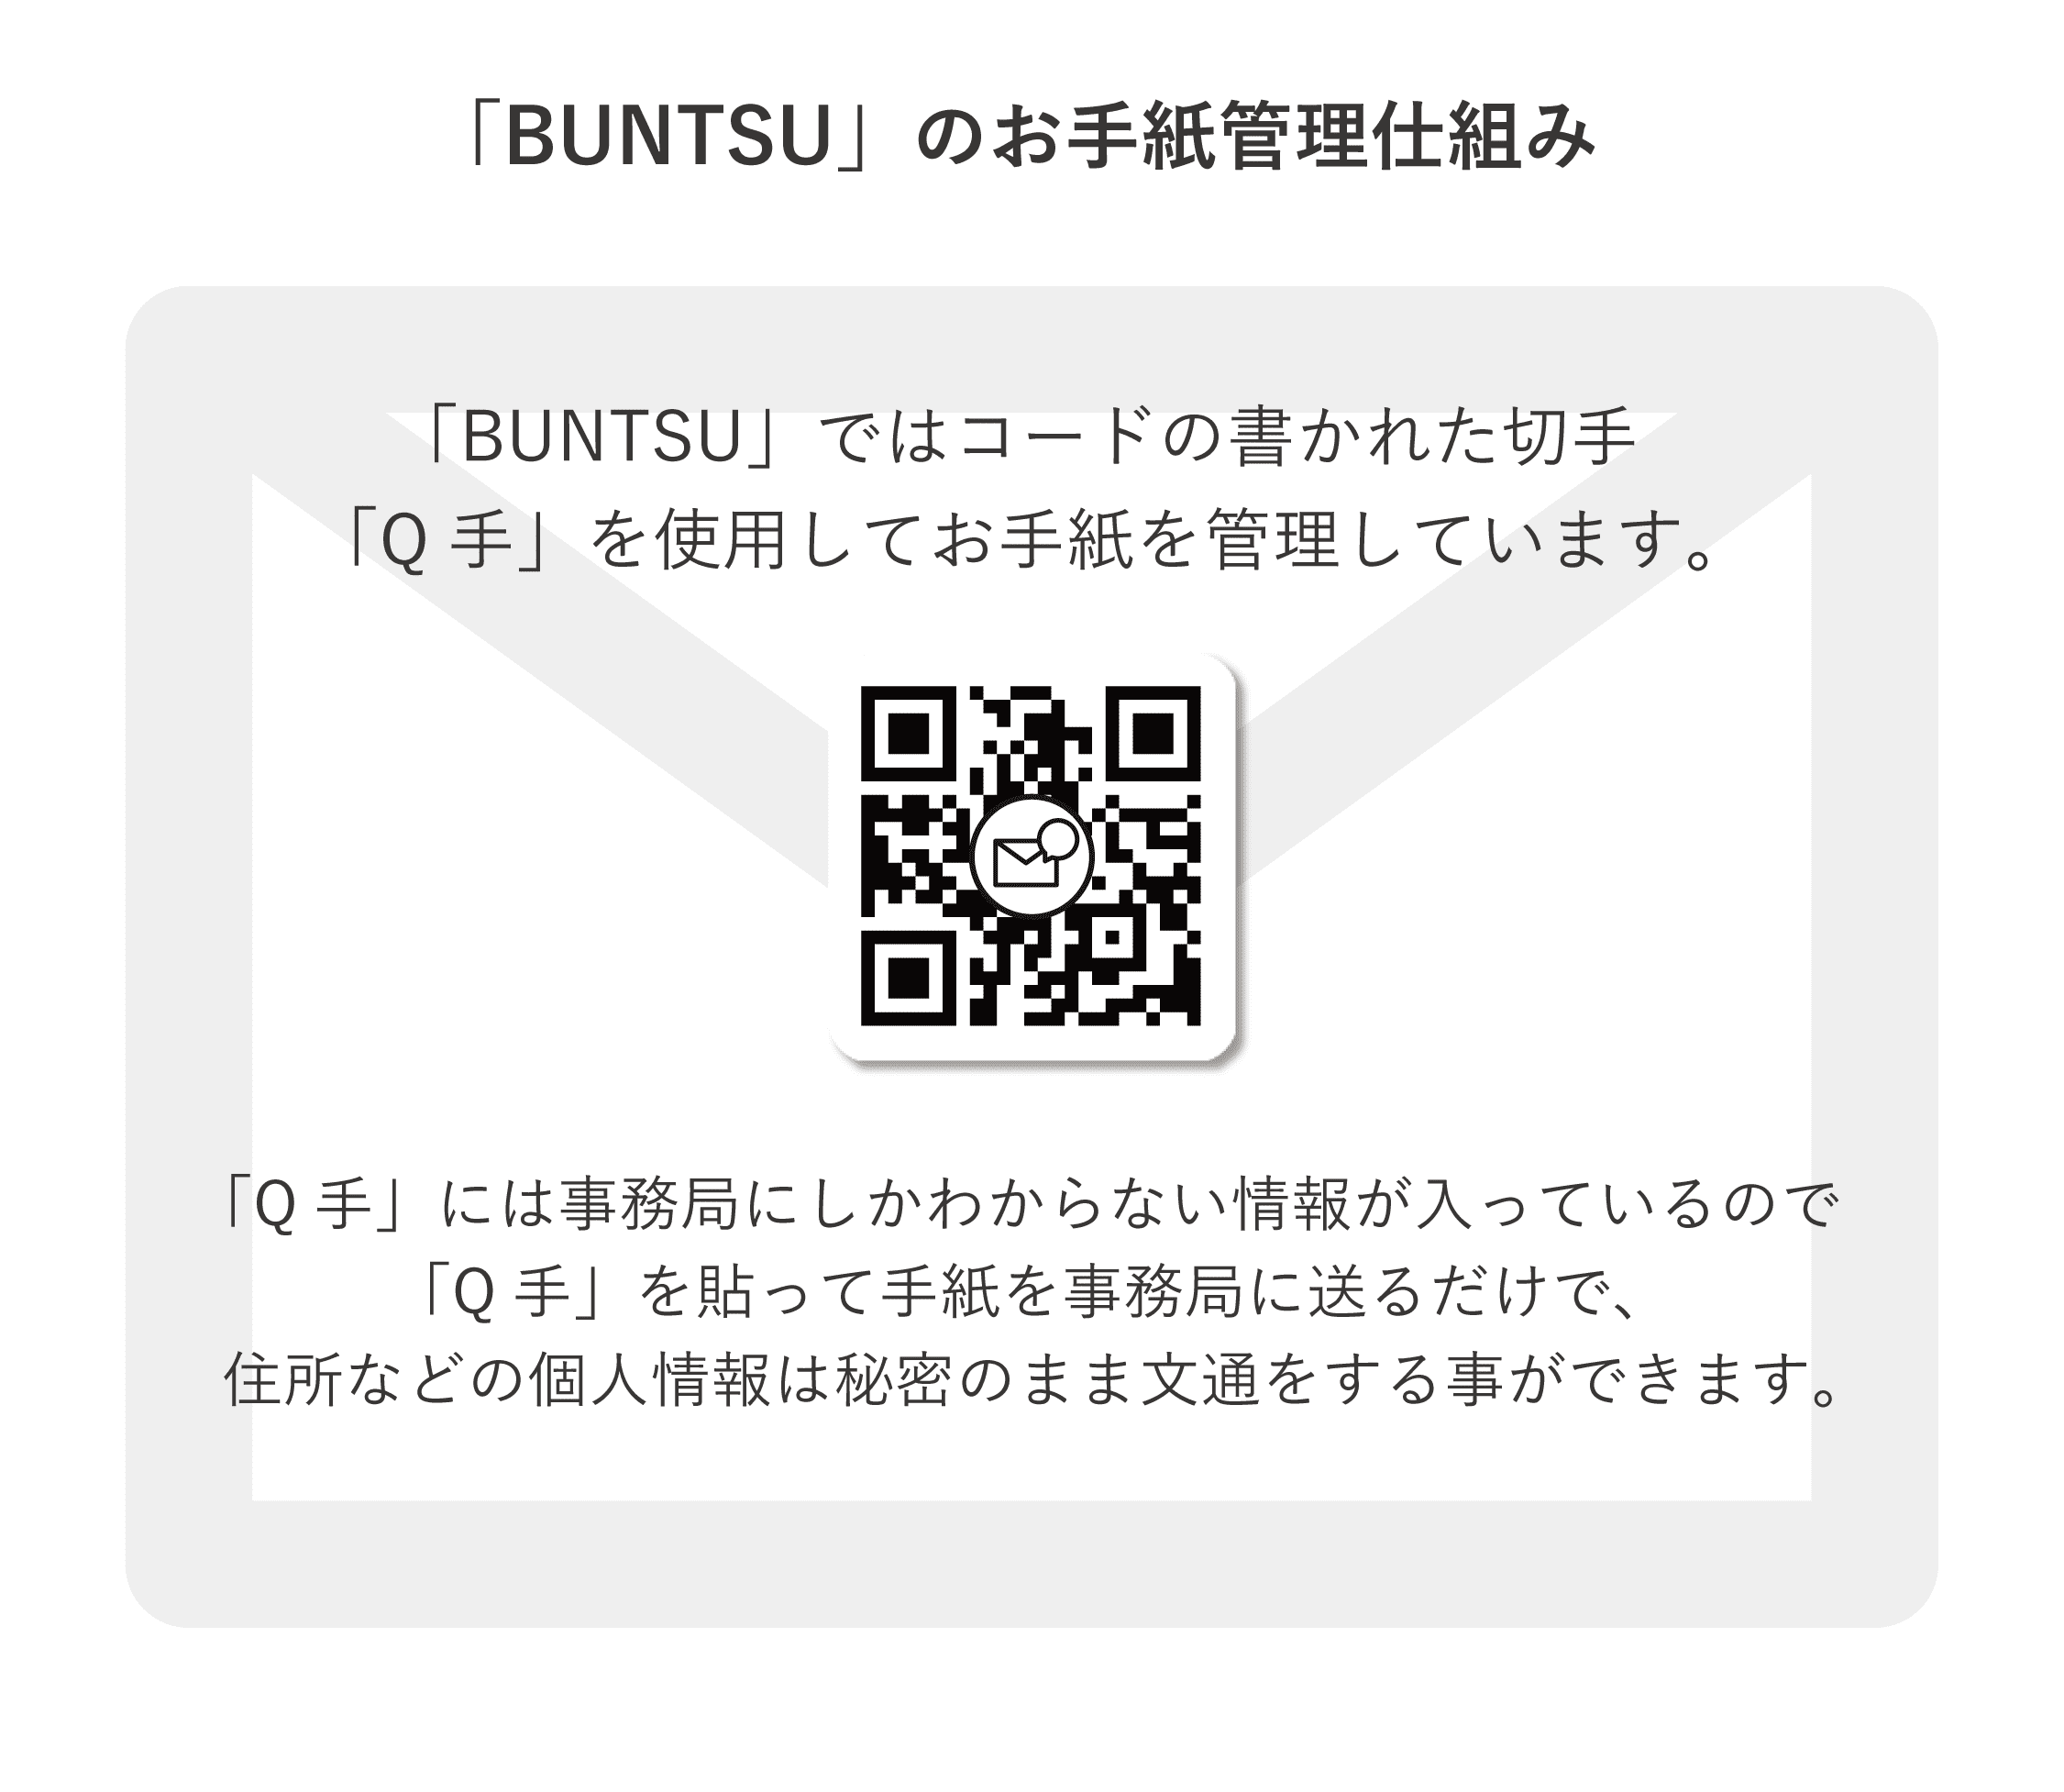 「BUNTSU」のお手紙管理仕組み
「BUNTSU」ではコードの書かれた切手
「Q 手」を使用してお手紙を管理しています。
「Q 手」には事務局にしかわからない情報が入っているので
「Q 手」を貼って手紙を事務局に送るだけで、
住所などの個人情報は秘密のまま文通をする事ができます。